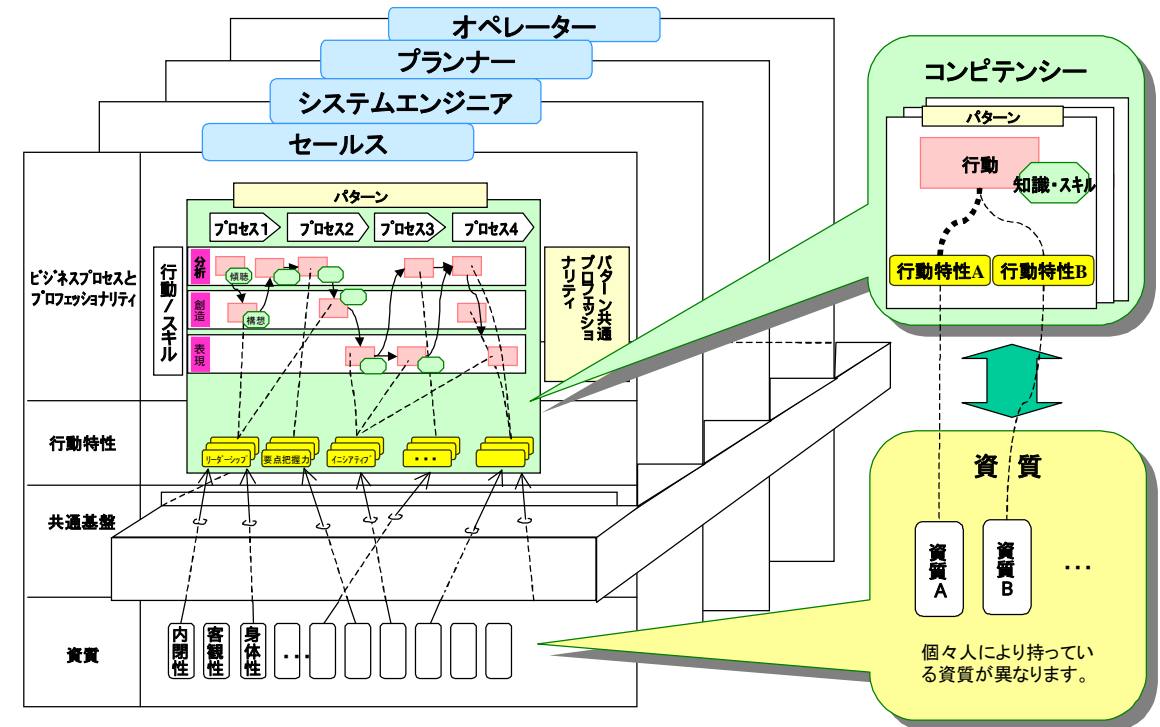 オペレーター
プランナー
システムエンジニア
セールス
パターン
プロセス1
プロセス2
プロセス3
プロセス4
ビジネスプロセスと
プロフェッショナリティ
行動/スキル
分析
傾聴
創造
構想
表現
パターン共通
プロフェッショ
ナリティ
行動特性
リーダーシップ
要点把握力
イニシアティブ
・・・
共通基盤
資質
内閉性
客観性
身体性
・・・
コンピテンシー
パターン
行動
知識・スキル
行動特性A
行動特性B
資 質
資質A
資質B
・・・
個々人により持ってい
る資質が異なります。